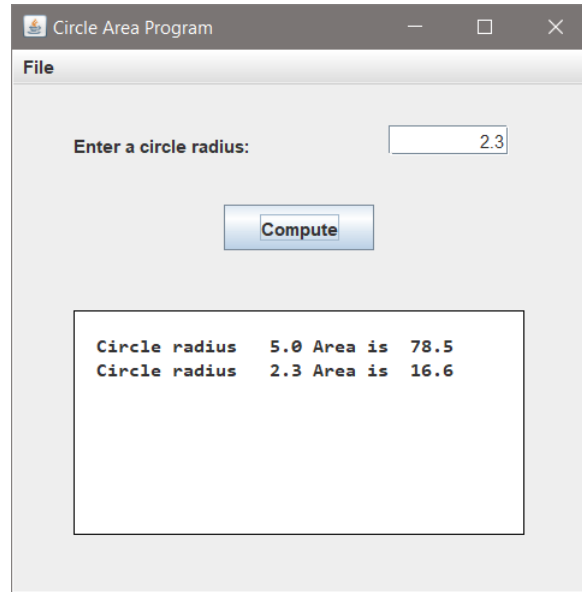 Circle Area Program
File
Enter a circle radius: 2.3
Compute
Circle radius   5.0 Area is  78.5
Circle radius   2.3 Area is  16.6